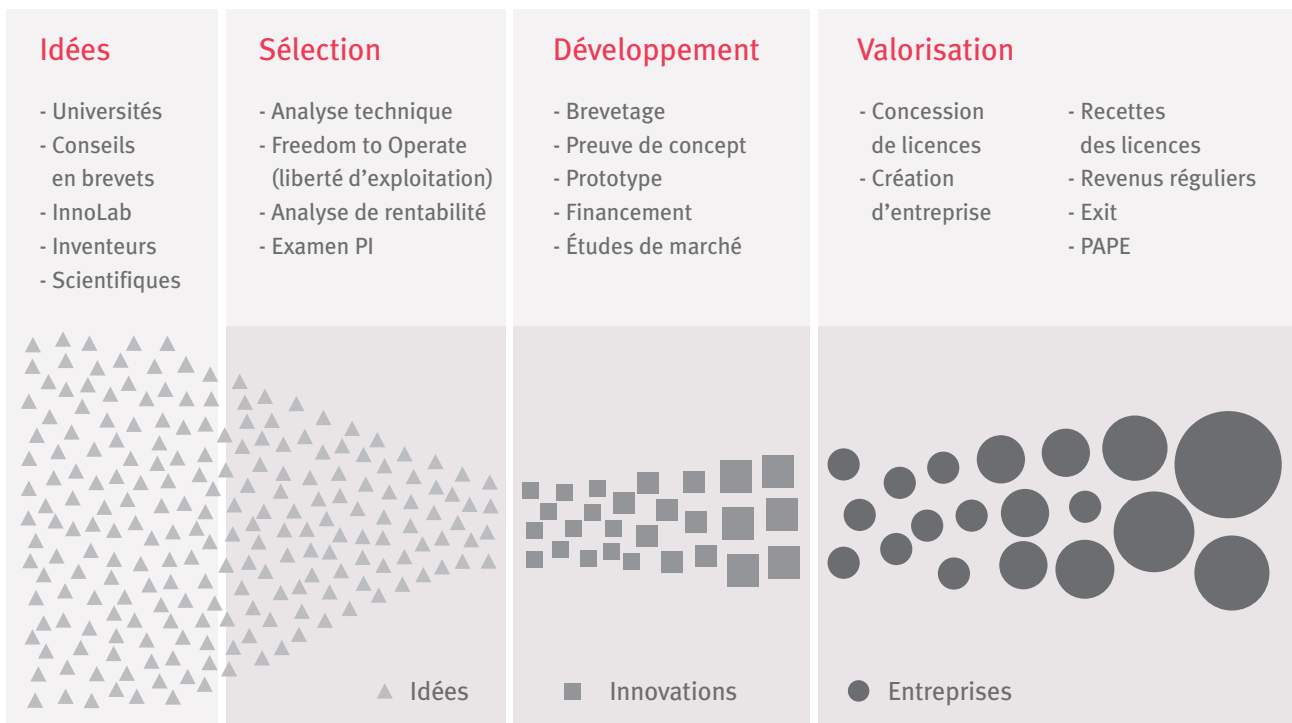 Idées
- Universités
- Conseils
en brevets
- InnoLab
- Inventeurs
- Scientifiques
Sélection
- Analyse technique
- Freedom to Operate
(liberté d'exploitation)
- Analyse de rentabilité
- Examen PI
Développement
- Brevetage
- Preuve de concept
- Prototype
- Financement
- Études de marché
Valorisation
- Concession
de licences
- Création
d'entreprise
- Recettes
des licences
- Revenus réguliers
- Exit
- PAPE
Idées
Innovations
Entreprises